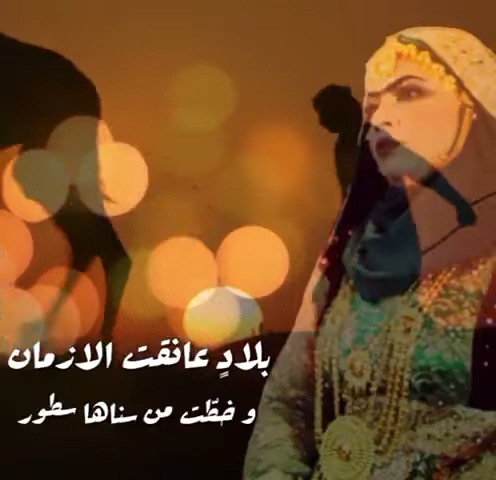 بلادٍ عانقت الازمان
و خطّت من سناها سطور